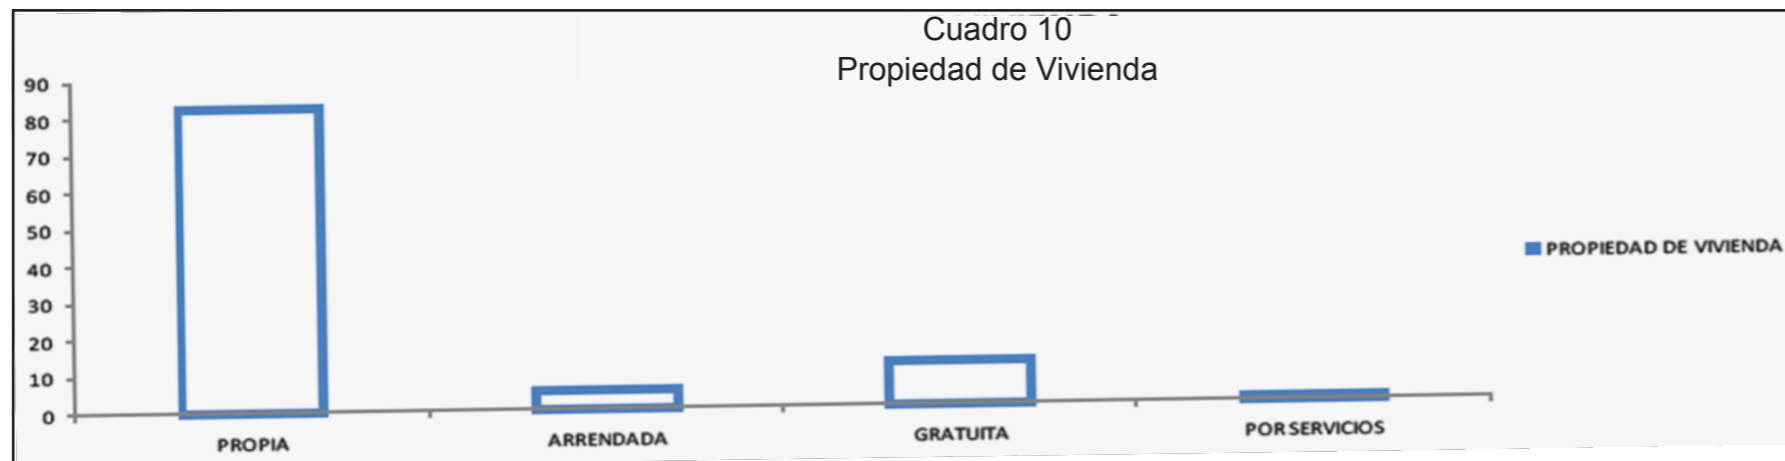 Cuadro 10
Propiedad de Vivienda
90
80
70
60
50
40
30
20
10
0
PROPIA
ARRENDADA
GRATUITA
POR SERVICIOS
PROPIEDAD DE VIVIENDA